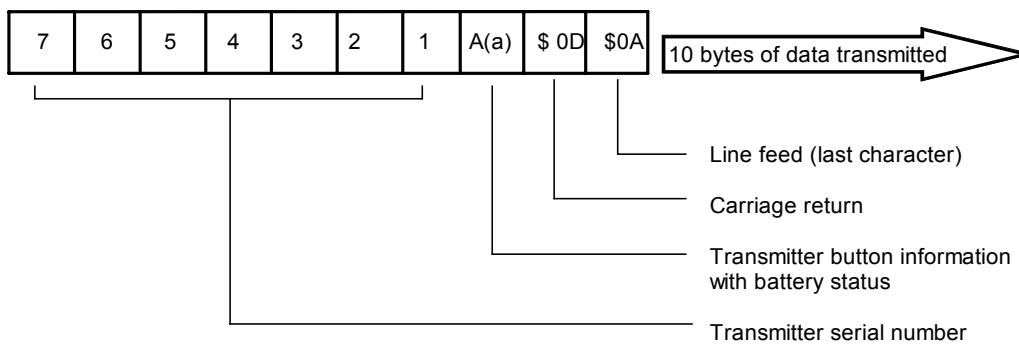 7 6 5 4 3 2 1 A(a) $ 0D $0A 10 bytes of data transmitted
Line feed (last character)
Carriage return
Transmitter button information
with battery status
Transmitter serial number